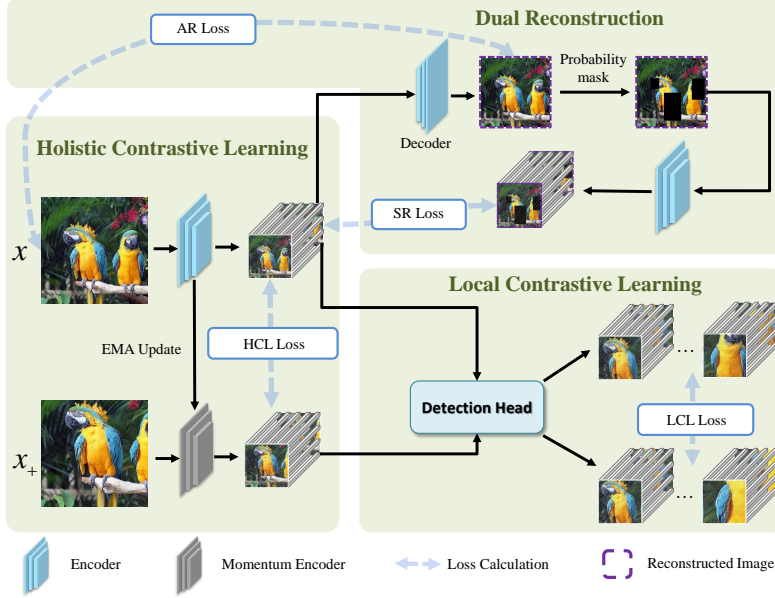 Dual Reconstruction
AR Loss
Probability
mask
Decoder
Holistic Contrastive Learning
SR Loss
x
Local Contrastive Learning
EMA Update
HCL Loss
Detection Head
...
LCL Loss
x+
...
Encoder
Momentum Encoder
Loss Calculation
Reconstructed Image